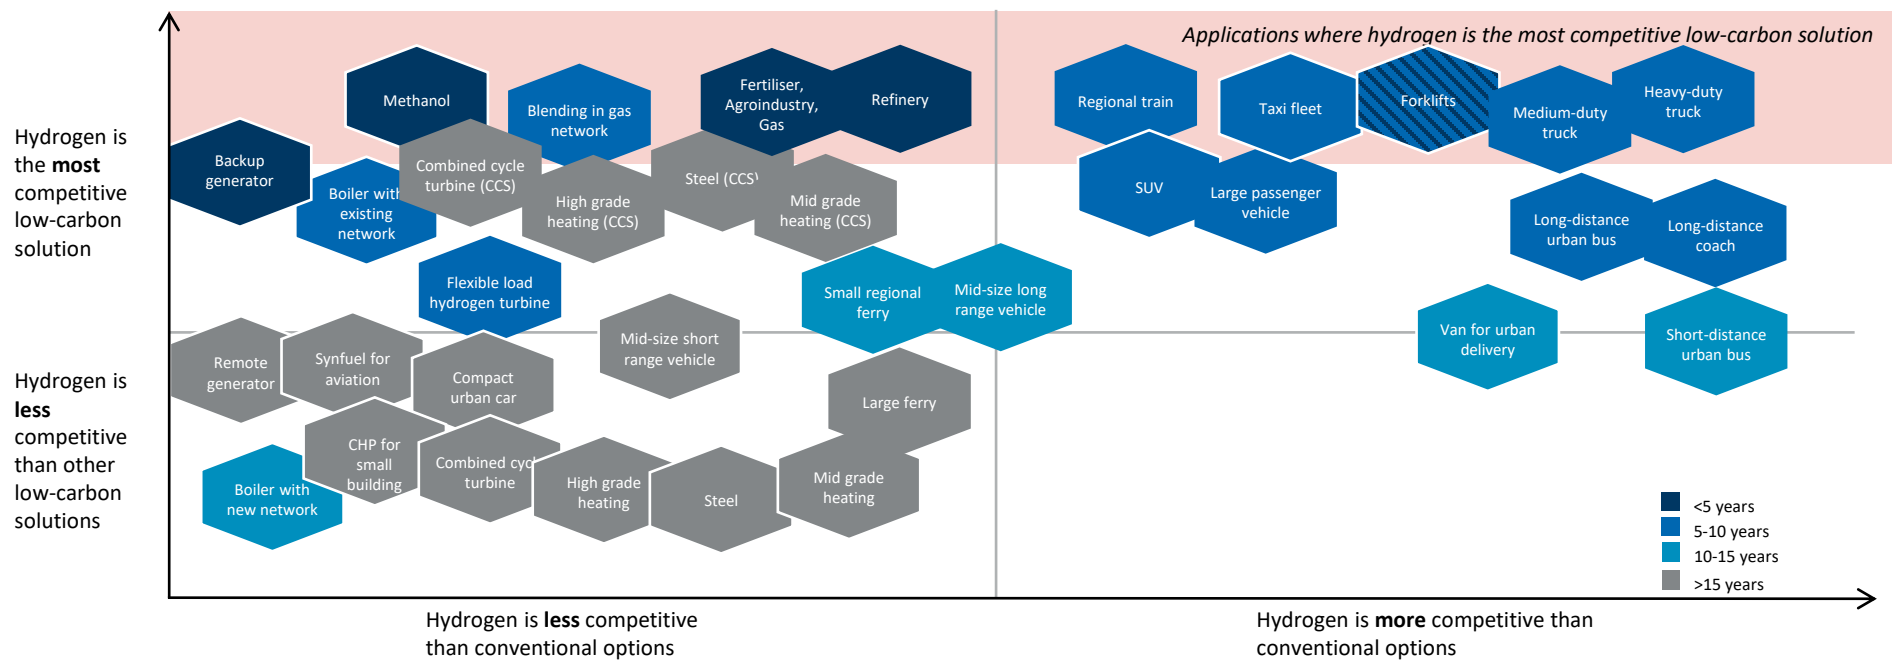 Applications where hydrogen is the most competitive low-carbon solution
Hydrogen is
the most
competitive
low-carbon
solution
Methanol
Blending in gas
network
Fertiliser,
Agroindustry,
Gas
Refinery
Regional train
Taxi fleet
Forklifts
Medium-duty
truck
Heavy-duty
truck
Backup
generator
Boiler with
existing
network
Combined cycle
turbine (CCS)
High grade
heating (CCS)
Steel (CCS)
Mid grade
heating (CCS)
SUV
Large passenger
vehicle
Long-distance
urban bus
Long-distance
coach
Flexible load
hydrogen turbine
Small regional
ferry
Mid-size long
range vehicle
Mid-size short
range vehicle
Van for urban
delivery
Short-distance
urban bus
Hydrogen is
less
competitive
than other
low-carbon
solutions
Remote
generator
Synfuel for
aviation
Compact
urban car
Large ferry
Boiler with
new network
CHP for
small
building
Combined cycle
turbine
High grade
heating
Steel
Mid grade
heating
<5 years
5-10 years
10-15 years
>15 years
Hydrogen is less competitive
than conventional options
Hydrogen is more competitive than
conventional options